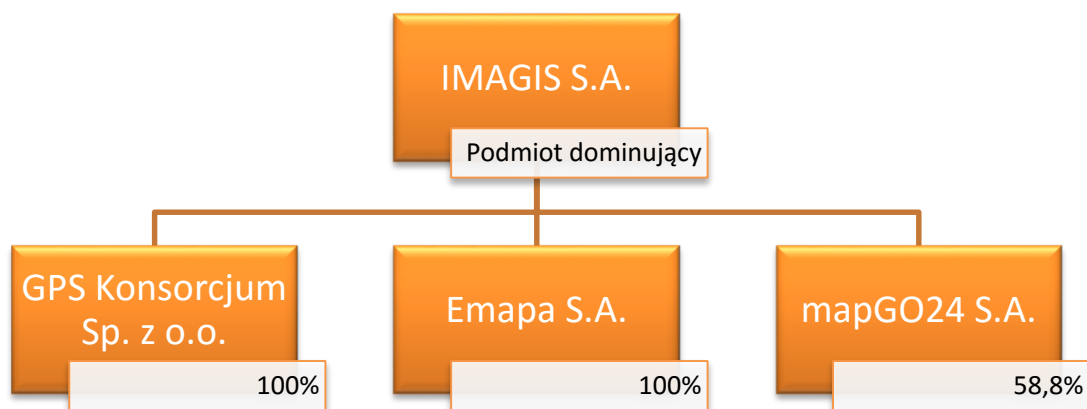 IMAGIS S.A.
Podmiot dominujący
GPS Konsorcjum
Sp. z o.o.
100%
Emapa S.A.
100%
mapGO24 S.A.
58,8%